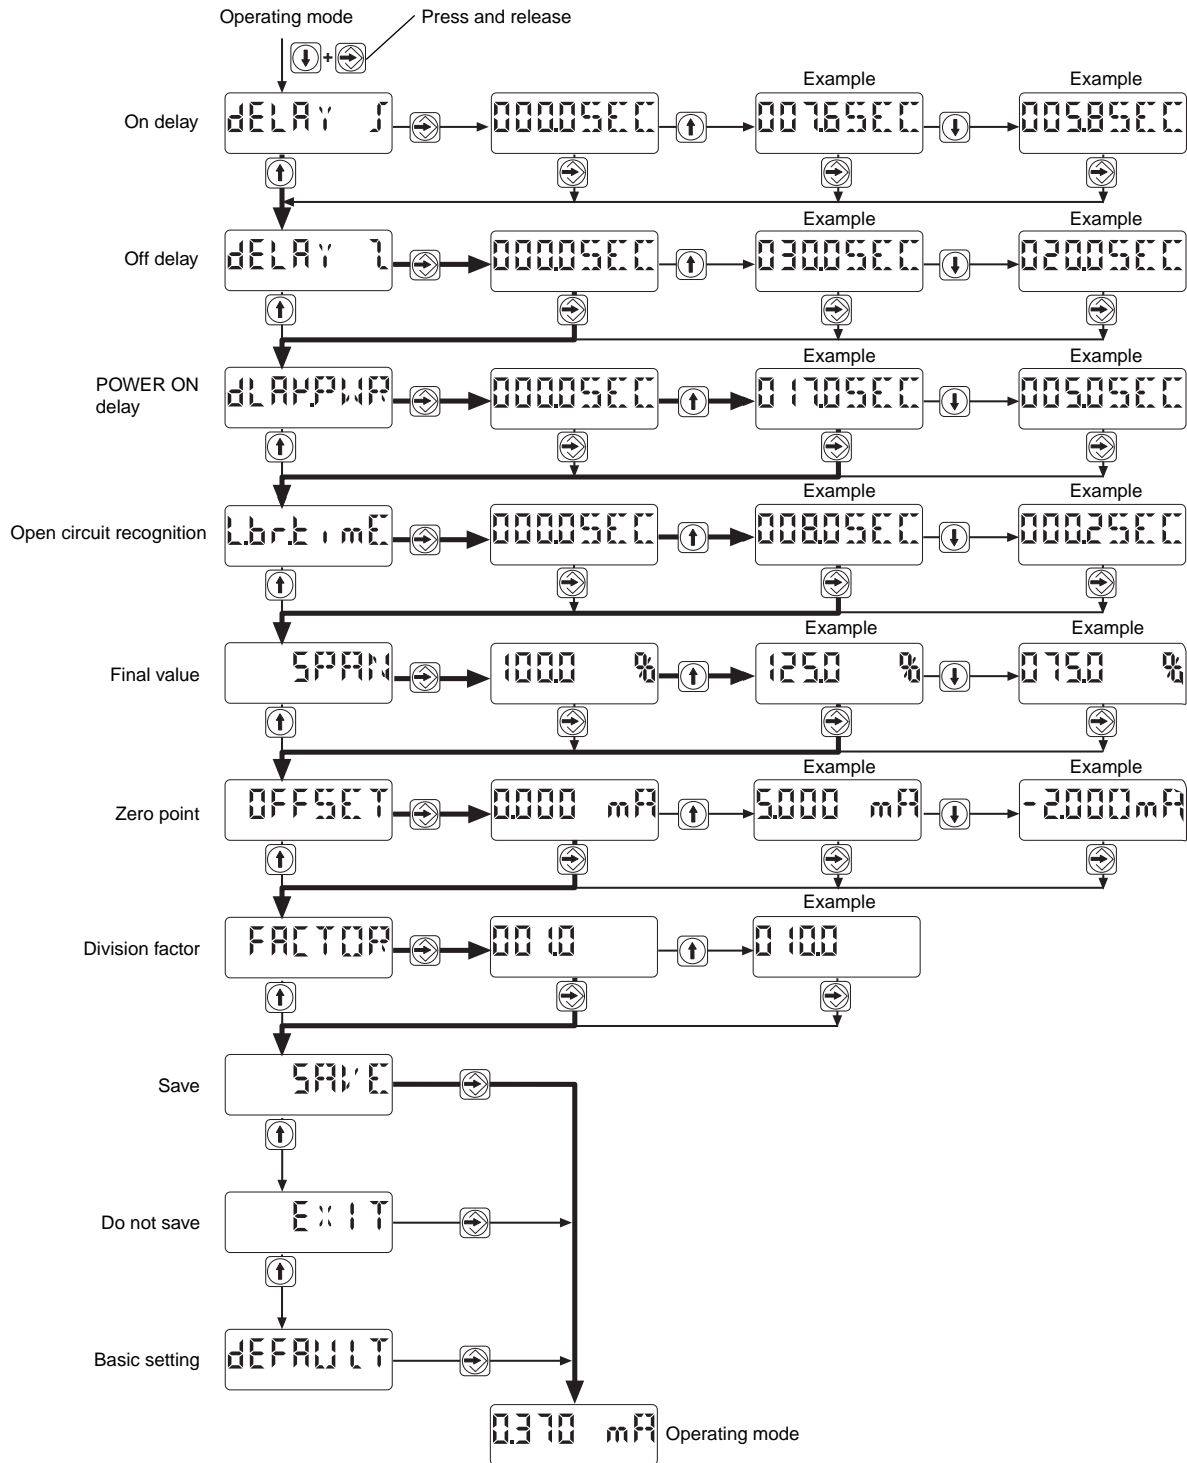 Operating mode
Press and release
+
Example
Example
On delay
dELAY
000.0SEC
007.6SEC
005.8SEC
Example
Example
Off delay
dELAY
000.0SEC
030.0SEC
020.0SEC
Example
Example
POWER ON
delay
dLAY.PWR
000.0SEC
017.0SEC
005.0SEC
Example
Example
Open circuit recognition
L.br.timE
000.0SEC
008.0SEC
000.2SEC
Example
Example
Final value
SPAN
100.0 %
125.0 %
075.0 %
Example
Example
Zero point
OFFSET
0.000 mA
5.000 mA
-2.000mA
Example
Division factor
FACTOR
001.0
010.0
Save
SAVE
Do not save
EXIT
Basic setting
dEFAULT
0.370 mA
Operating mode